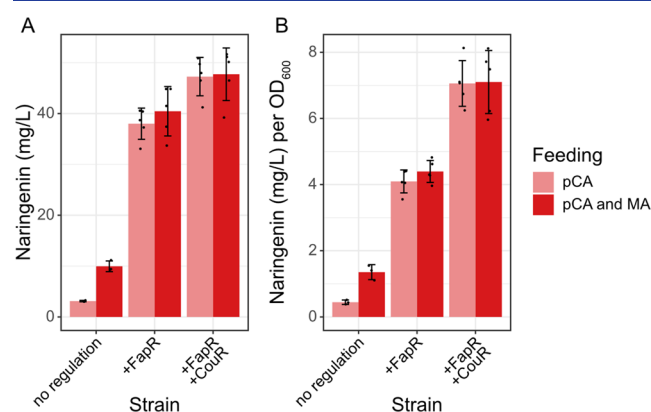 A
Naringenin (mg/L)
40
20
0
no regulation
+FapR
+FapR
+CouR
Strain
B
Naringenin (mg/L) per OD600
8
6
4
2
0
no regulation
+FapR
+FapR
+CouR
Strain
Feeding
pCA
pCA and MA